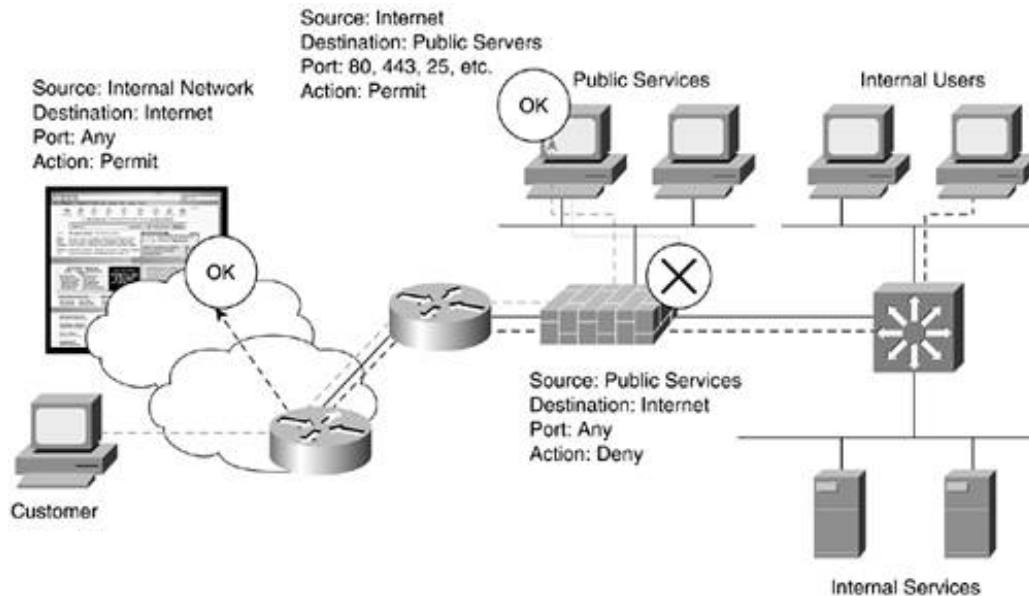 Source: Internet
Destination: Public Servers
Port: 80, 443, 25, etc.
Action: Permit
Source: Internal Network
Destination: Internet
Port: Any
Action: Permit
OK
Public Services
Internal Users
OK
Source: Public Services
Destination: Internet
Port: Any
Action: Deny
Customer
Internal Services